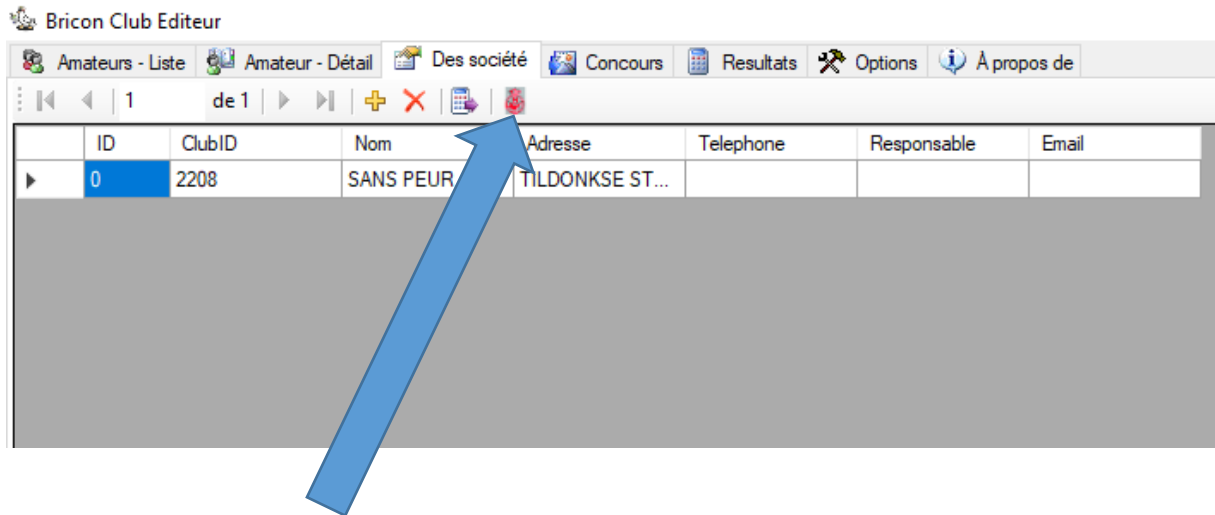 Bricon Club Editeur
Amateurs - Liste Amateur - Détail Des société Concours Resultats Options À propos de
1 de 1
ID ClubID Nom Adresse Telephone Responsable Email
0 2208 SANS PEUR TILDONKSE ST...